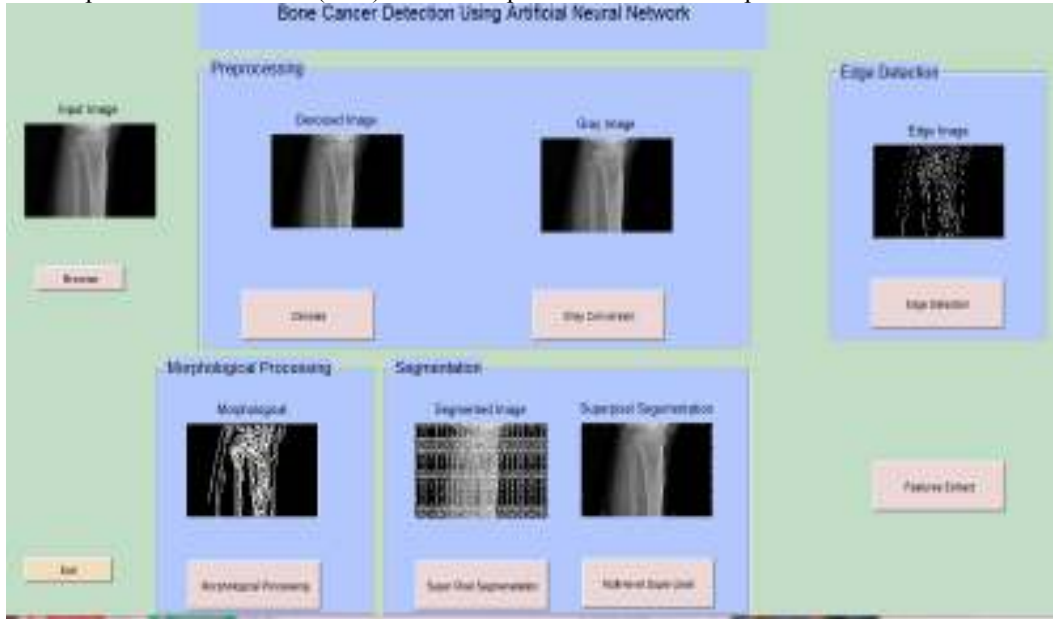 Bone Cancer Detection Using Artificial Neural Network
Preprocessing
Edge Detection
Input Image
Denoised Image
Gray Image
Edge Image
Browse
Denoise
Gray Conversion
Edge Detection
Morphological Processing
Segmentation
Morphological
Segmented Image
Superpixel Segmentation
Features Extract
Exit
Morphological Processing
Super Pixel Segmentation